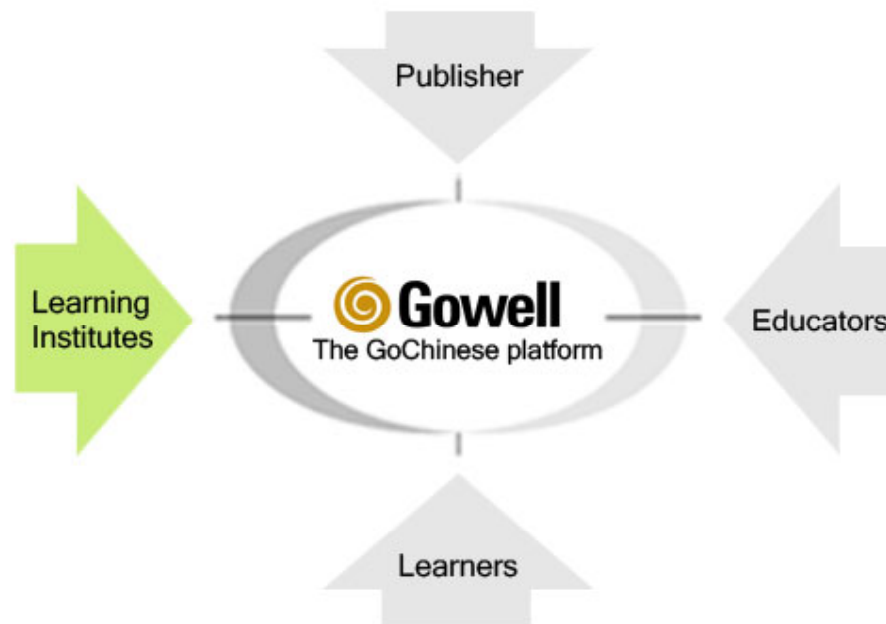 Publisher
Learning
Institutes
Gowell
The GoChinese platform
Educators
Learners